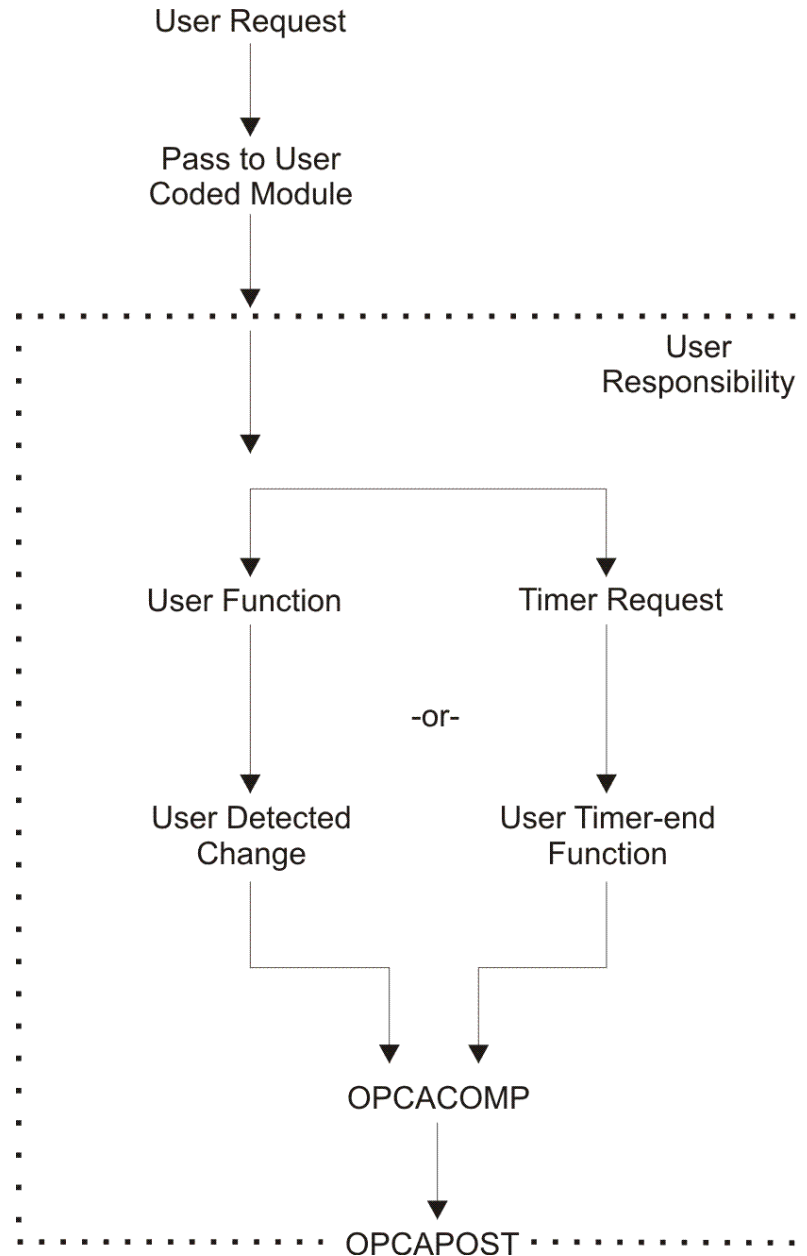 User Request
Pass to User
Coded Module
User
Responsibility
User Function
Timer Request
-or-
User Detected
Change
User Timer-end
Function
OPCACOMP
OPCAPOST